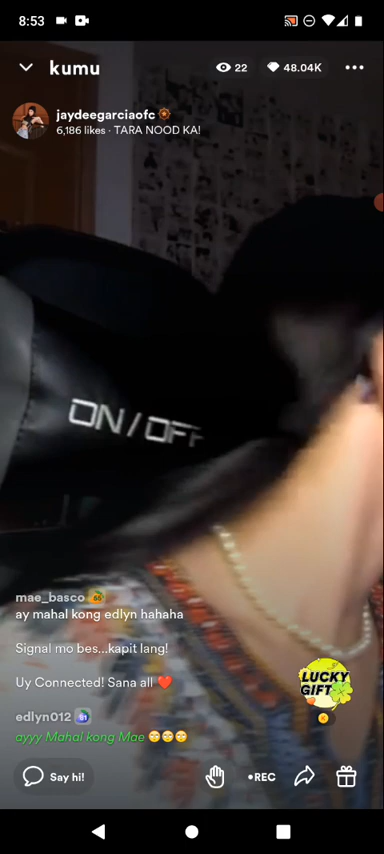 8:53
kumu
22
48.04K
jaydeegarciaofc
6,186 likes · TARA NOOD KA!
ON/OFF
mae_basco 66
ay mahal kong edlyn hahaha
Signal mo bes...kapit lang!
Uy Connected! Sana all ❤️
LUCKY
GIFT
edlyn012 51
ayyy Mahal kong Mae 🙄🙄🙄
Say hi!
•REC